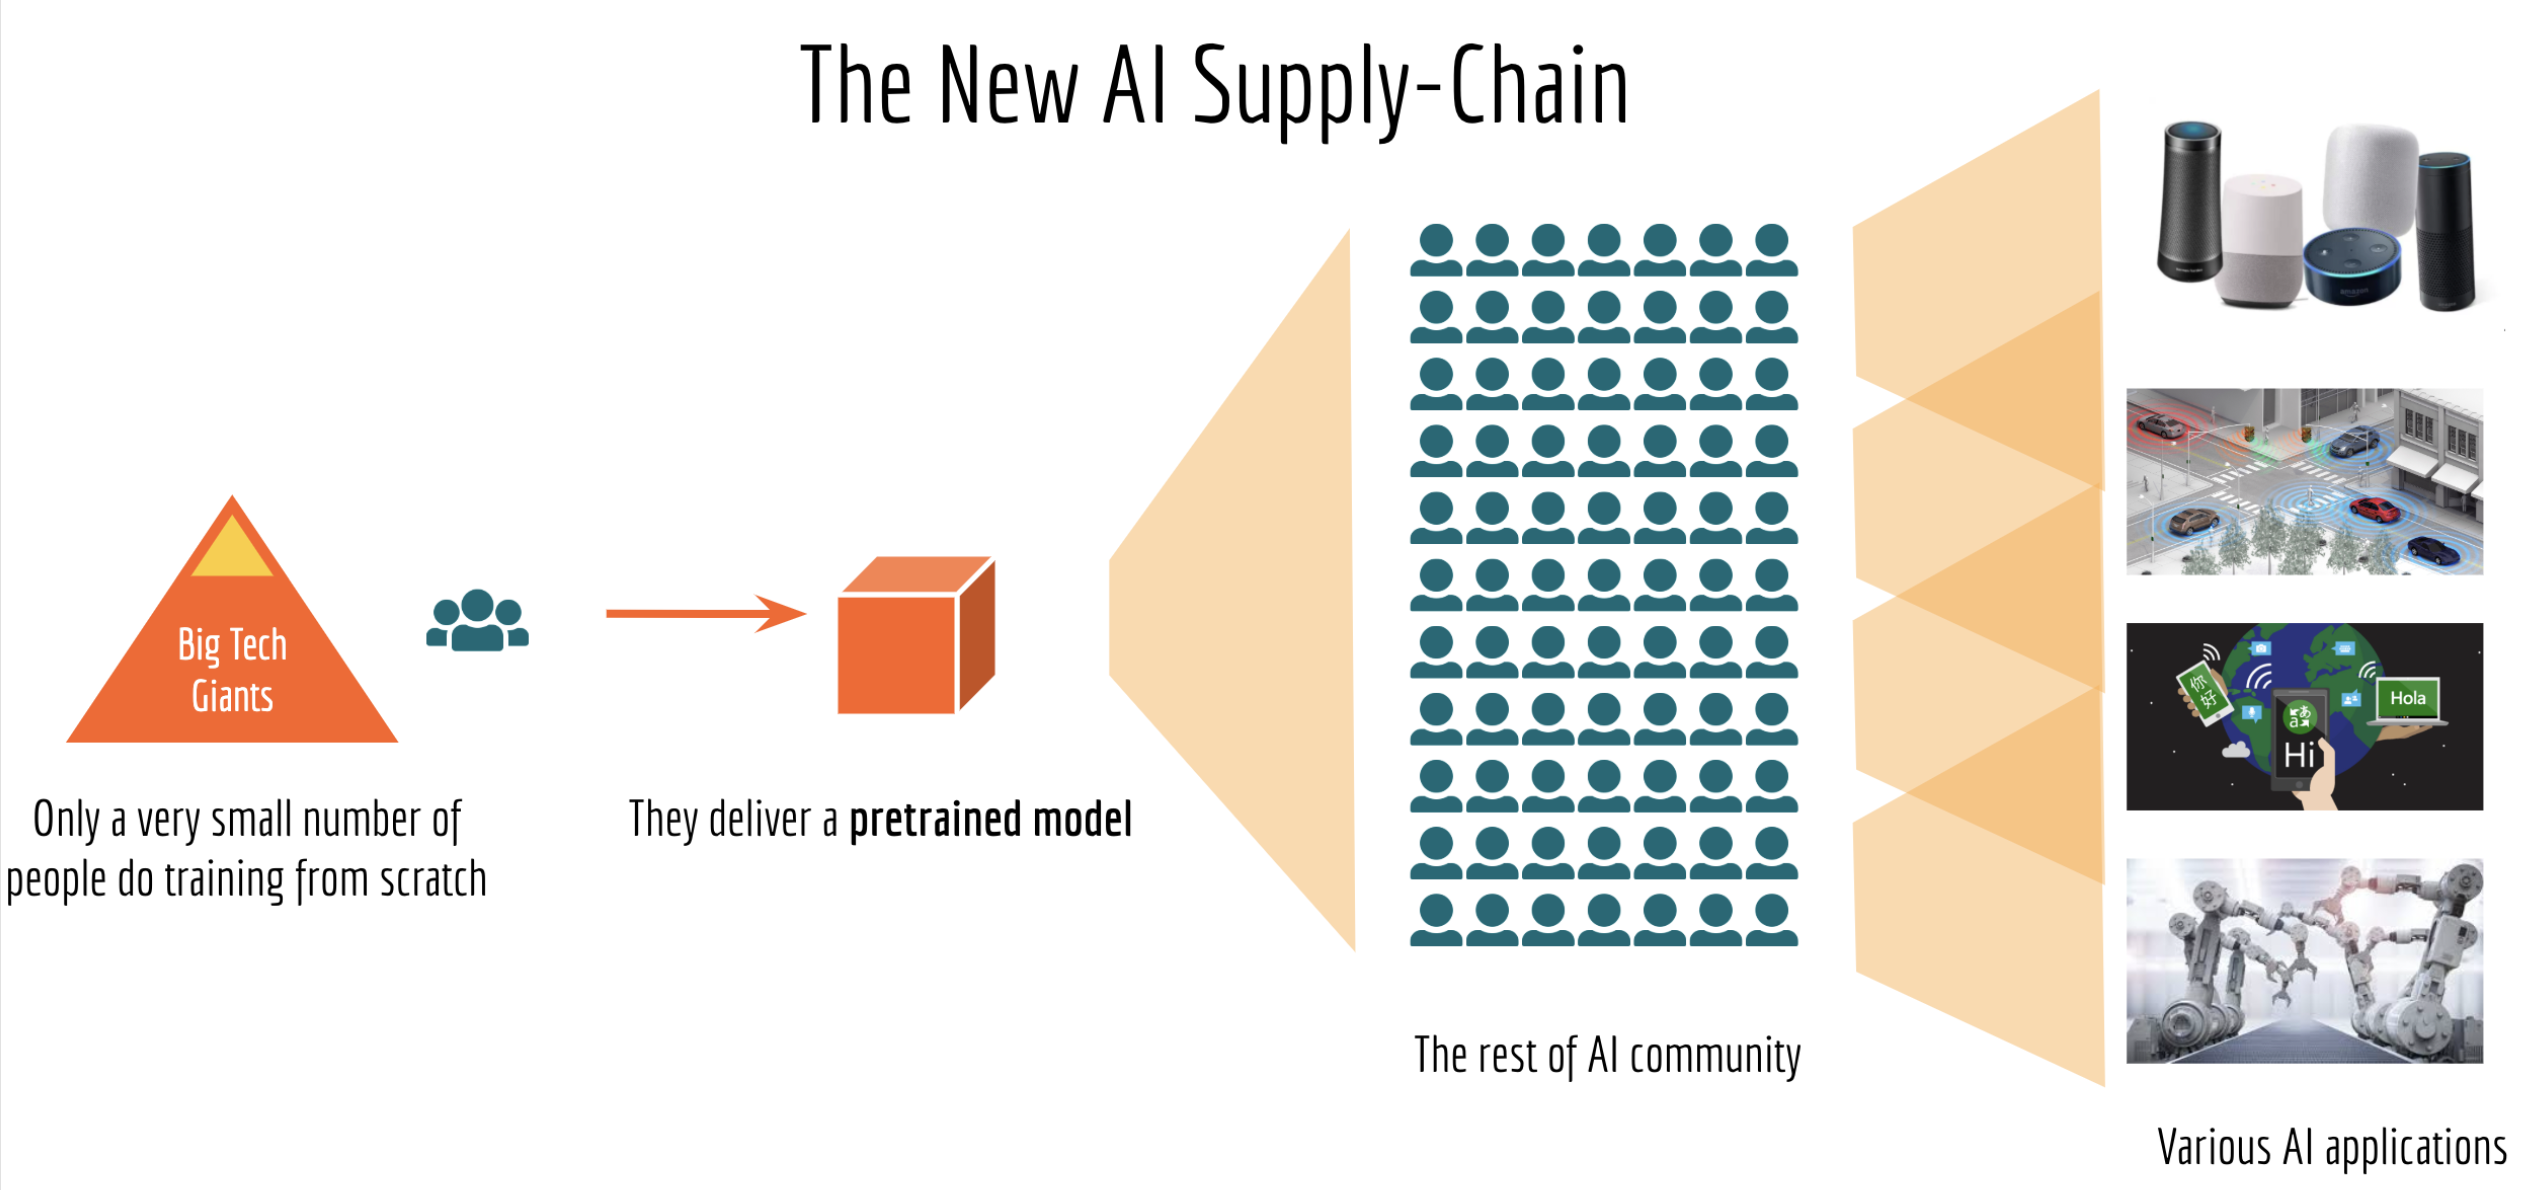 The New AI Supply-Chain
Big Tech
Giants
Only a very small number of
people do training from scratch
They deliver a pretrained model
The rest of AI community
你
好
あ
a
Hi
Hola
Various AI applications